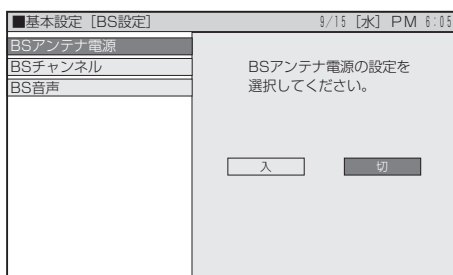 ■基本設定［BS設定］ 9/15［水］PM 6:05
BSアンテナ電源
BSチャンネル
BS音声
BSアンテナ電源の設定を
選択してください。
入 切